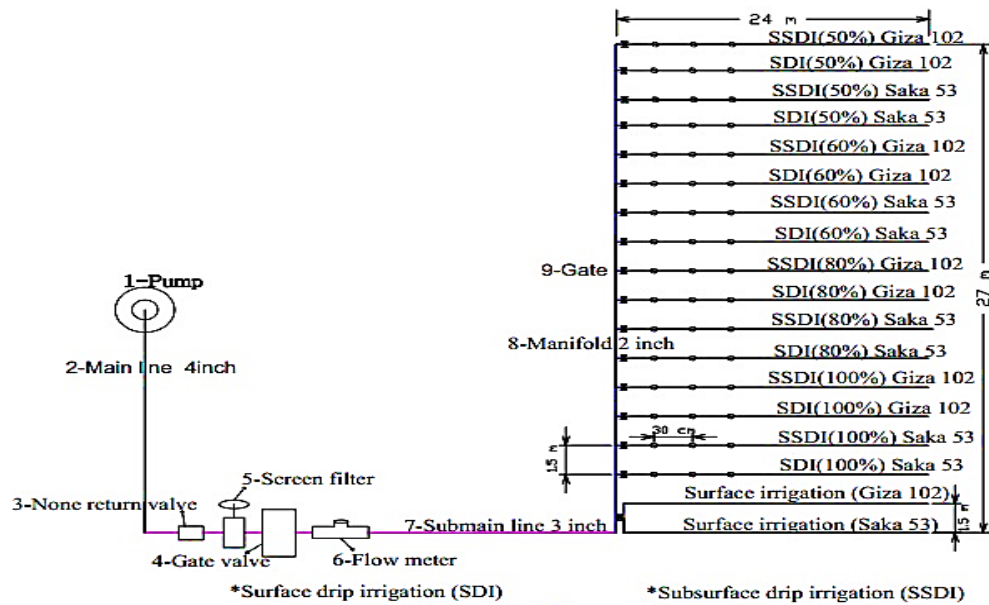 24 m
SSDI(50%) Giza 102
SDI(50%) Giza 102
SSDI(50%) Saka 53
SDI(50%) Saka 53
SSDI(60%) Giza 102
SDI(60%) Giza 102
SSDI(60%) Saka 53
SDI(60%) Saka 53
9-Gate
SSDI(80%) Giza 102
1-Pump
SDI(80%) Giza 102
27 m
SSDI(80%) Saka 53
8-Manifold 2 inch
SDI(80%) Saka 53
2-Main line 4inch
SSDI(100%) Giza 102
SDI(100%) Giza 102
30 cm
SSDI(100%) Saka 53
1.5 m
SDI(100%) Saka 53
5-Screen filter
Surface irrigation (Giza 102)
3-None return valve
7-Submain line 3 inch
Surface irrigation (Saka 53)
1.5 m
4-Gate valve
6-Flow meter
*Surface drip irrigation (SDI)
*Subsurface drip irrigation (SSDI)